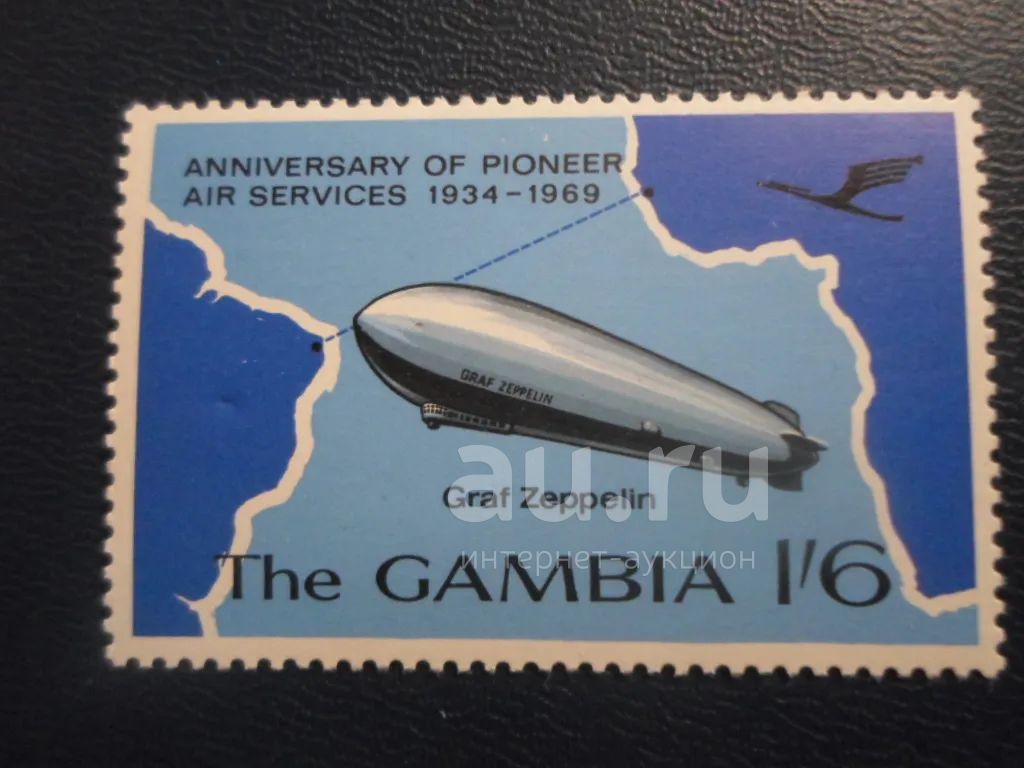 ANNIVERSARY OF PIONEER
AIR SERVICES 1934-1969
GRAF ZEPPELIN
au.ru
Graf Zeppelin
интернет аукцион
The GAMBIA 1'/6